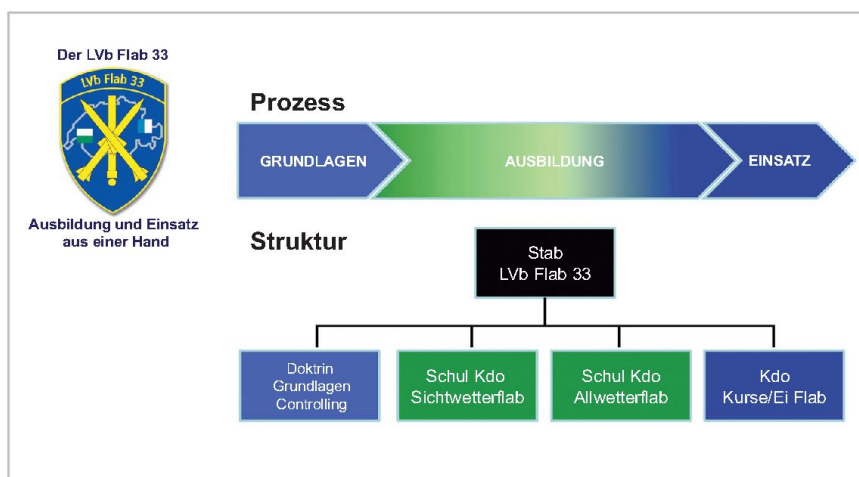 Der LVb Flab 33
LVb Flab 33
Ausbildung und Einsatz
aus einer Hand
Prozess
GRUNDLAGEN
AUSBILDUNG
EINSATZ
Struktur
Stab
LVb Flab 33
Doktrin
Grundlagen
Controlling
Schul Kdo
Sichtwetterflab
Schul Kdo
Allwetterflab
Kdo
Kurse/Ei Flab